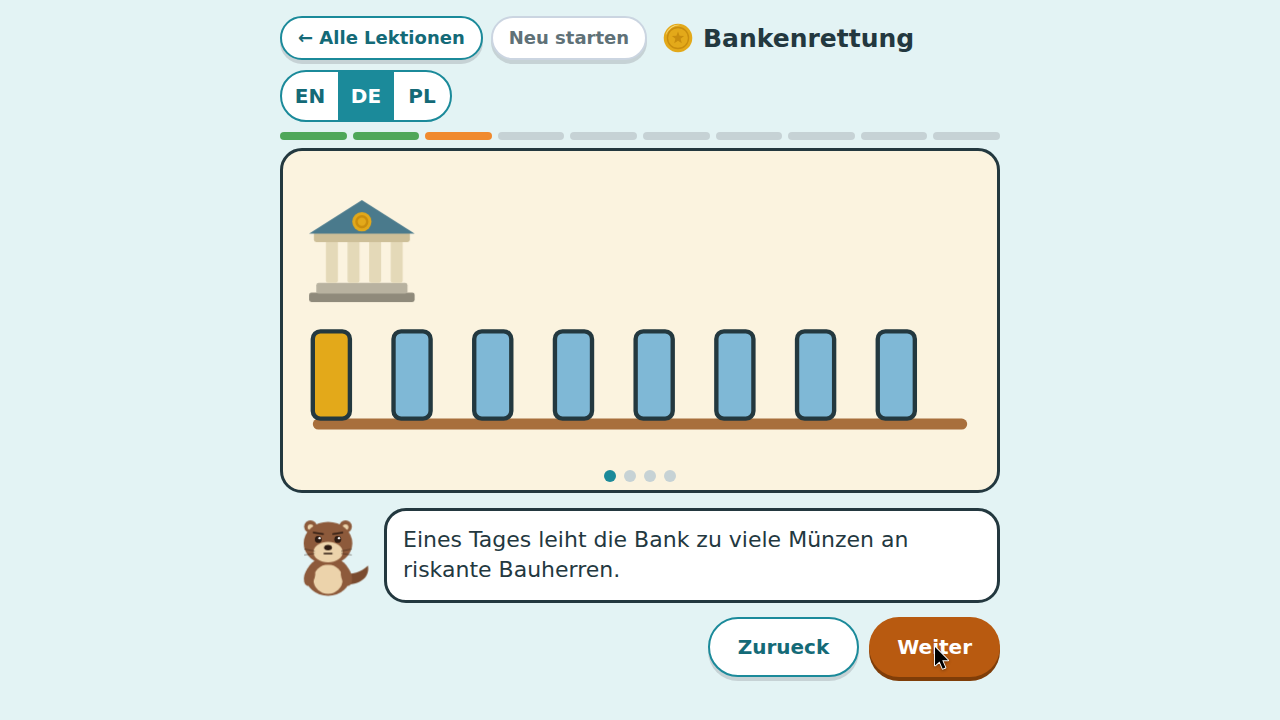 ← Alle Lektionen
Neu starten
Bankenrettung
EN
DE
PL
Eines Tages leiht die Bank zu viele Münzen an
riskante Bauherren.
Zurueck
Weiter